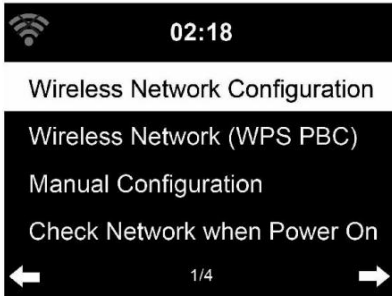 02:18
Wireless Network Configuration
Wireless Network (WPS PBC)
Manual Configuration
Check Network when Power On
1/4